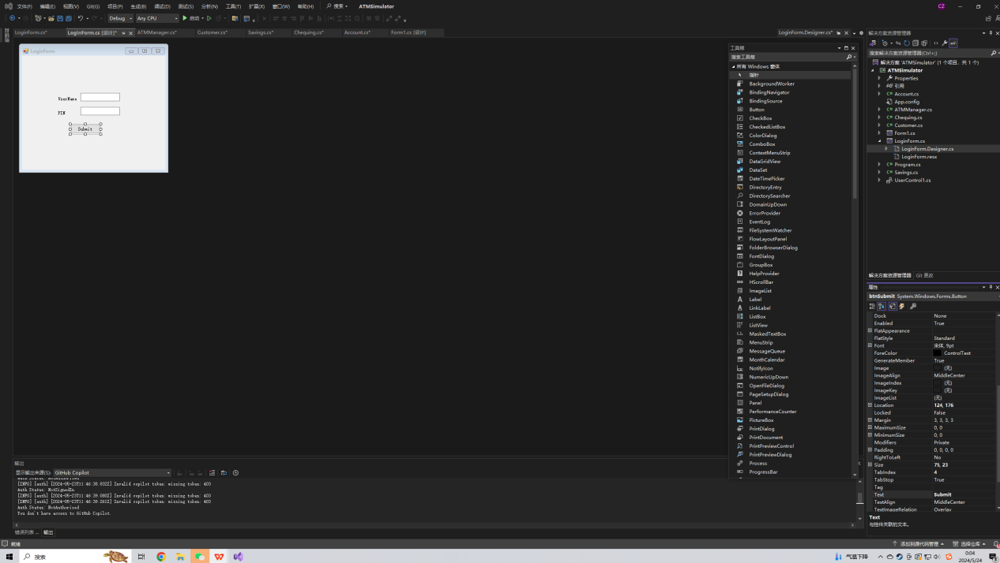 文件(F) 编辑(E) 视图(V) Git(G) 项目(P) 生成(B) 调试(D) 测试(S) 分析(N) 工具(T) 扩展(X) 窗口(W) 帮助(H) 搜索 ATMSimulator CZ
Debug Any CPU 启动
LoginForm.cs* LoginForm.cs [设计]* ATMManager.cs* Customer.cs* Savings.cs* Chequing.cs* Account.cs* Form1.cs [设计] LoginForm.Designer.cs*
LoginForm
UserName
PIN
Submit
工具箱
搜索工具箱
所有 Windows 窗体
指针
BackgroundWorker
BindingNavigator
BindingSource
Button
CheckBox
CheckedListBox
ColorDialog
ComboBox
ContextMenuStrip
DataGridView
DataSet
DateTimePicker
DirectoryEntry
DirectorySearcher
DomainUpDown
ErrorProvider
EventLog
FileSystemWatcher
FlowLayoutPanel
FolderBrowserDialog
FontDialog
GroupBox
HelpProvider
HScrollBar
ImageList
Label
LinkLabel
ListBox
ListView
MaskedTextBox
MenuStrip
MessageQueue
MonthCalendar
NotifyIcon
NumericUpDown
OpenFileDialog
PageSetupDialog
Panel
PerformanceCounter
PictureBox
PrintDialog
PrintDocument
PrintPreviewControl
PrintPreviewDialog
Process
ProgressBar
解决方案资源管理器
搜索解决方案资源管理器(Ctrl+;)
解决方案 'ATMSimulator' (1 个项目，共 1 个)
ATMSimulator
Properties
引用
Account.cs
App.config
ATMManager.cs
Chequing.cs
Customer.cs
Form1.cs
LoginForm.cs
LoginForm.Designer.cs
LoginForm.resx
Program.cs
Savings.cs
UserControl1.cs
解决方案资源管理器 Git 更改
属性
btnSubmit System.Windows.Forms.Button
Dock None
Enabled True
FlatAppearance
FlatStyle Standard
Font 宋体, 9pt
ForeColor ControlText
GenerateMember True
Image (无)
ImageAlign MiddleCenter
ImageIndex (无)
ImageKey (无)
ImageList (无)
Location 124, 176
Locked False
Margin 3, 3, 3, 3
MaximumSize 0, 0
MinimumSize 0, 0
Modifiers Private
Padding 0, 0, 0, 0
RightToLeft No
Size 75, 23
TabIndex 4
TabStop True
Tag
Text Submit
TextAlign MiddleCenter
TextImageRelation Overlay
Text
与控件关联的文本。
输出
显示输出来源(S): GitHub Copilot
Auth Status: NotAuthorized
[INFO] [auth] [2024-05-23T11:46:39.032Z] Invalid copilot token: missing token: 403
Auth Status: NotSignedIn
[INFO] [auth] [2024-05-23T11:46:39.080Z] Invalid copilot token: missing token: 403
[INFO] [auth] [2024-05-23T11:46:39.261Z] Invalid copilot token: missing token: 403
Auth Status: NotAuthorized
You don't have access to GitHub Copilot.
错误列表 ... 输出
就绪 添加到源代码管理 选择仓库
搜索 气温下降 0:04
2024/5/24